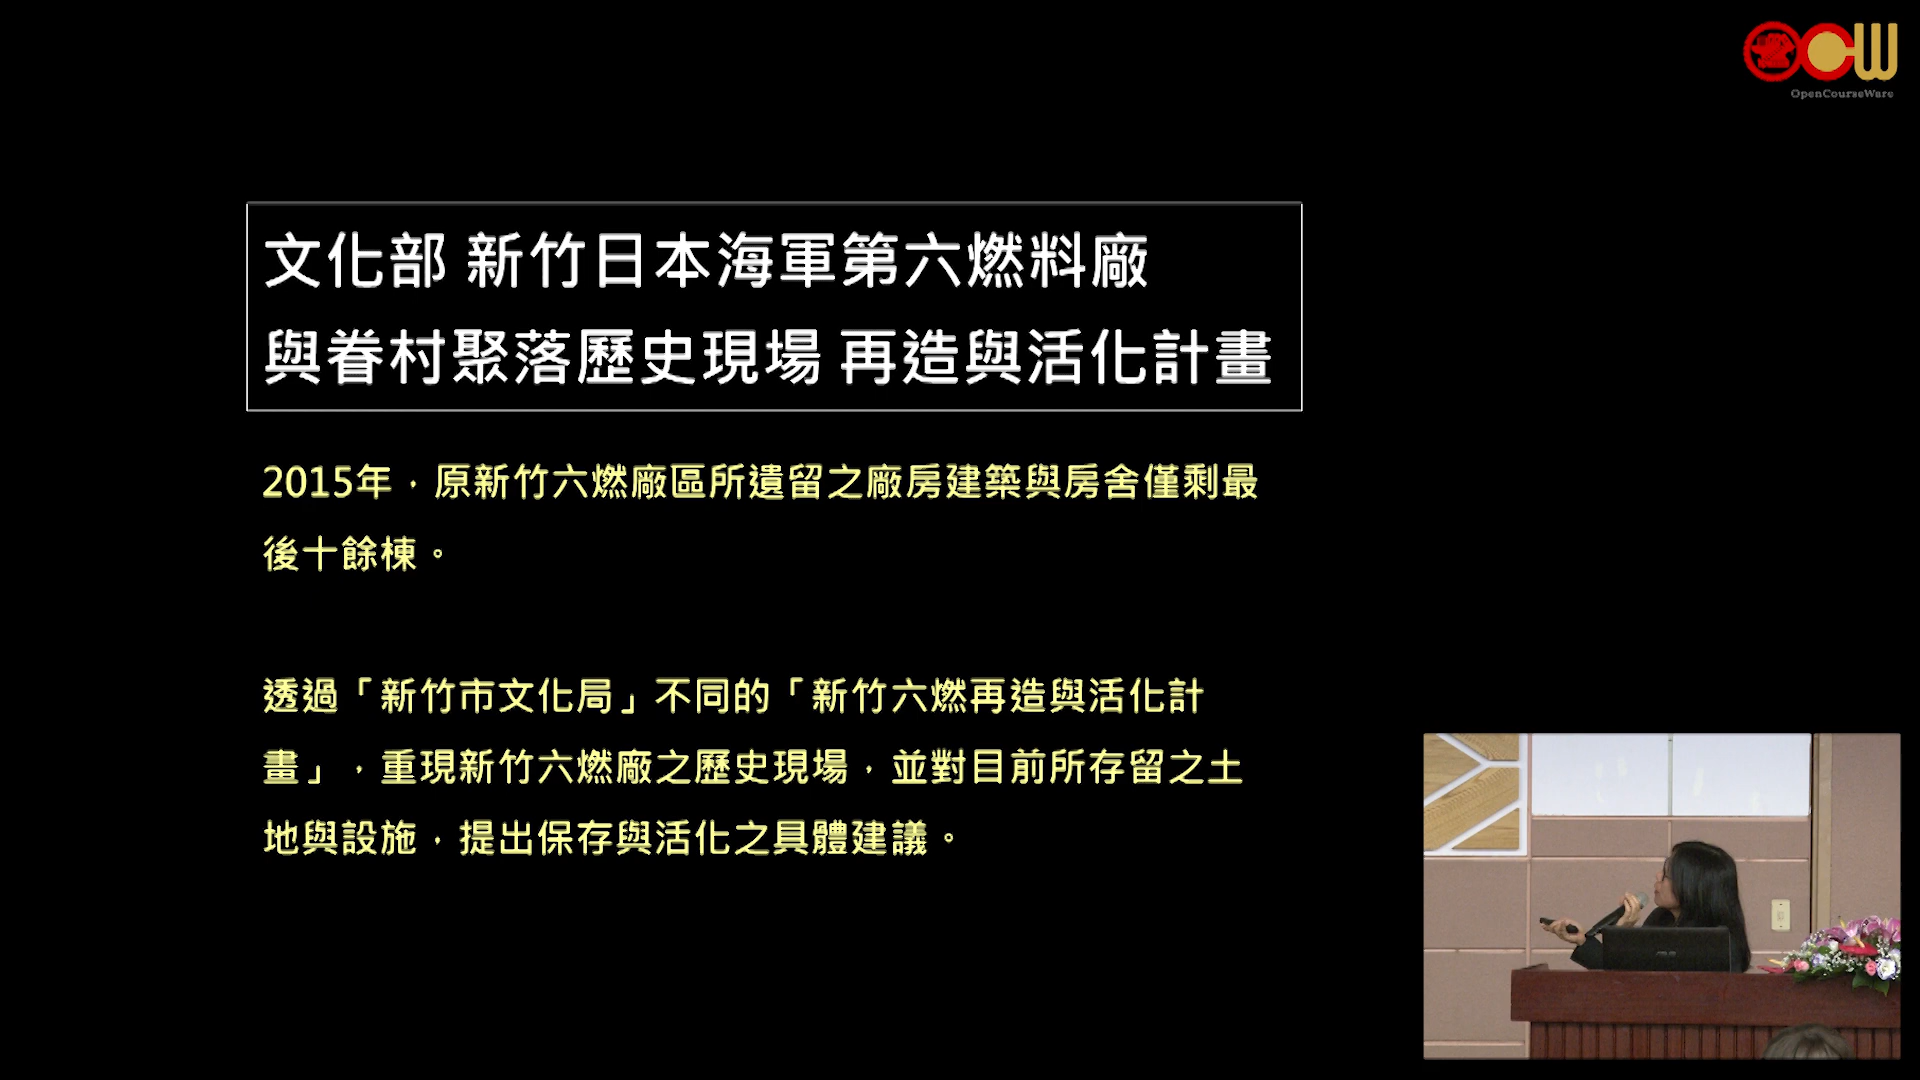 OpenCourseWare
文化部 新竹日本海軍第六燃料廠
與眷村聚落歷史現場 再造與活化計畫
2015年，原新竹六燃廠區所遺留之廠房建築與房舍僅剩最
後十餘棟。
透過「新竹市文化局」不同的「新竹六燃再造與活化計
畫」，重現新竹六燃廠之歷史現場，並對目前所存留之土
地與設施，提出保存與活化之具體建議。